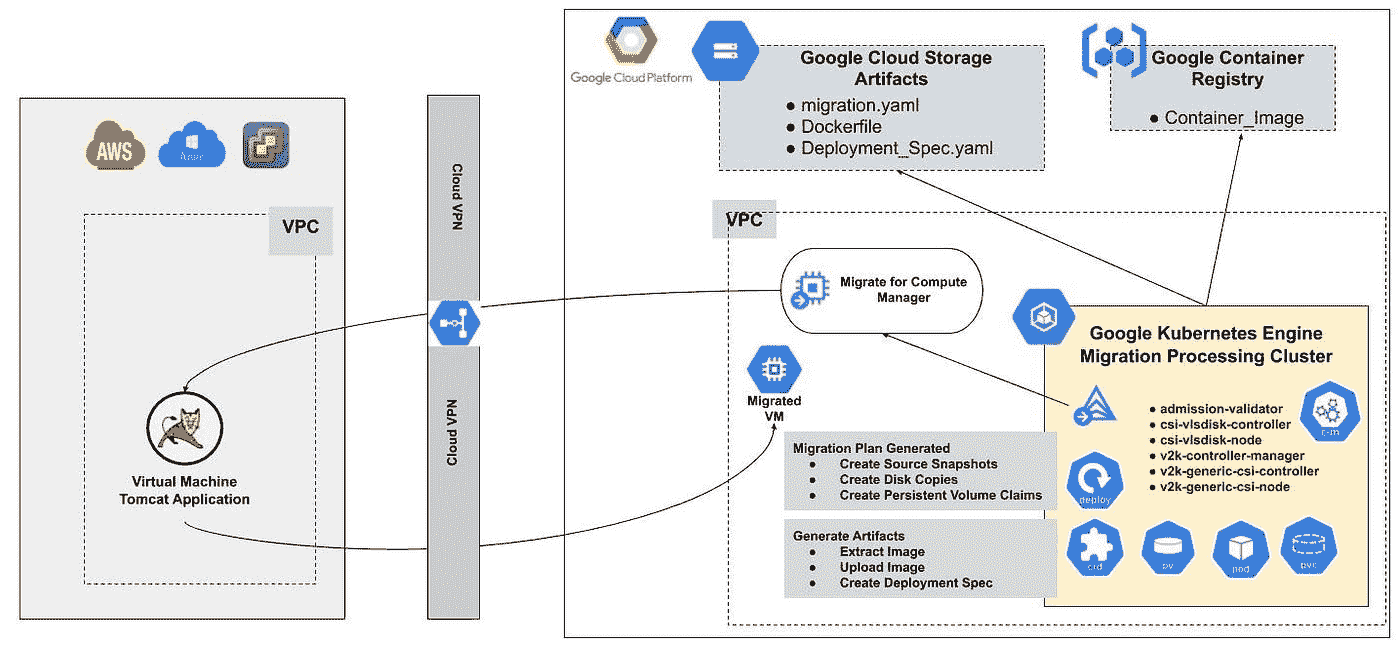 Google Cloud Platform
Google Cloud Storage
Artifacts
● migration.yaml
● Dockerfile
● Deployment_Spec.yaml
Google Container
Registry
● Container_Image
AWS
Azure
VPC
Virtual Machine
Tomcat Application
Cloud VPN
Cloud VPN
VPC
Migrate for Compute
Manager
Migrated
VM
Migration Plan Generated
● Create Source Snapshots
● Create Disk Copies
● Create Persistent Volume Claims
Generate Artifacts
● Extract Image
● Upload Image
● Create Deployment Spec
Google Kubernetes Engine
Migration Processing Cluster
● admission-validator
● csi-vlsdisk-controller
● csi-vlsdisk-node
● v2k-controller-manager
● v2k-generic-csi-controller
● v2k-generic-csi-node
c-m
deploy
crd
pv
pod
pvc